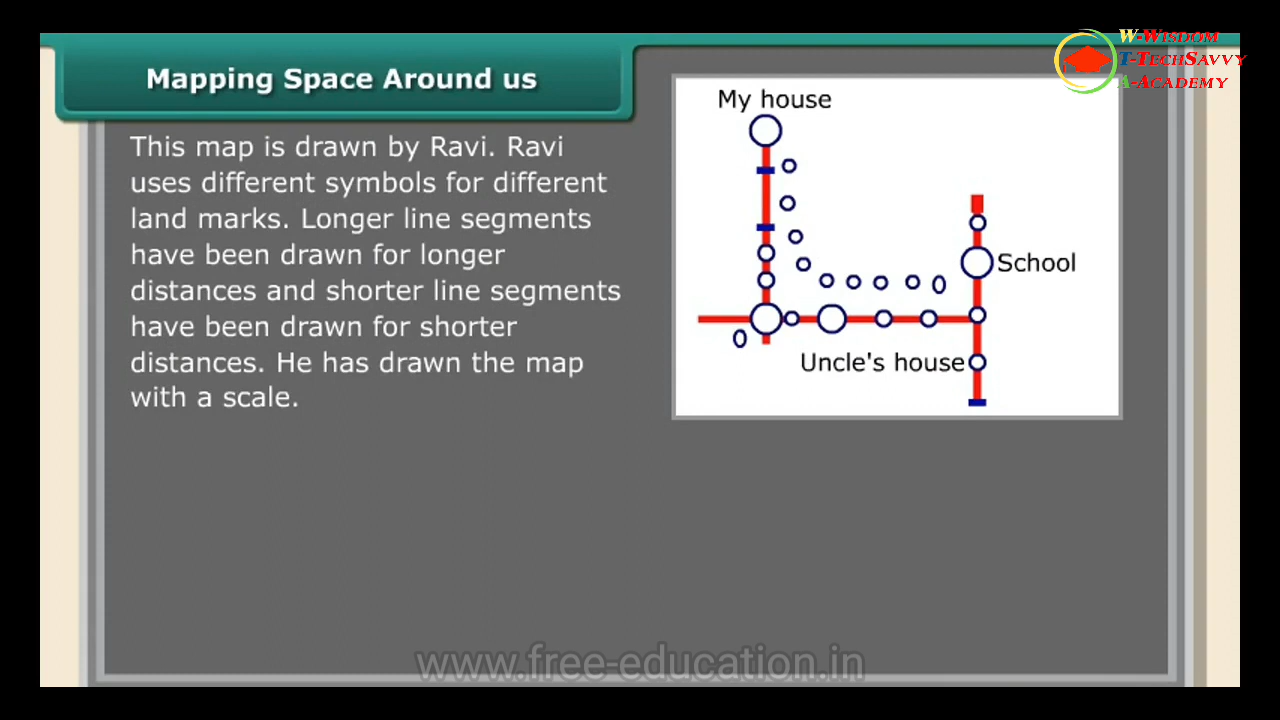 Mapping Space Around us
W-Wisdom
T-TechSavvy
A-Academy
This map is drawn by Ravi. Ravi
uses different symbols for different
land marks. Longer line segments
have been drawn for longer
distances and shorter line segments
have been drawn for shorter
distances. He has drawn the map
with a scale.
My house
School
Uncle's house
www.free-education.in